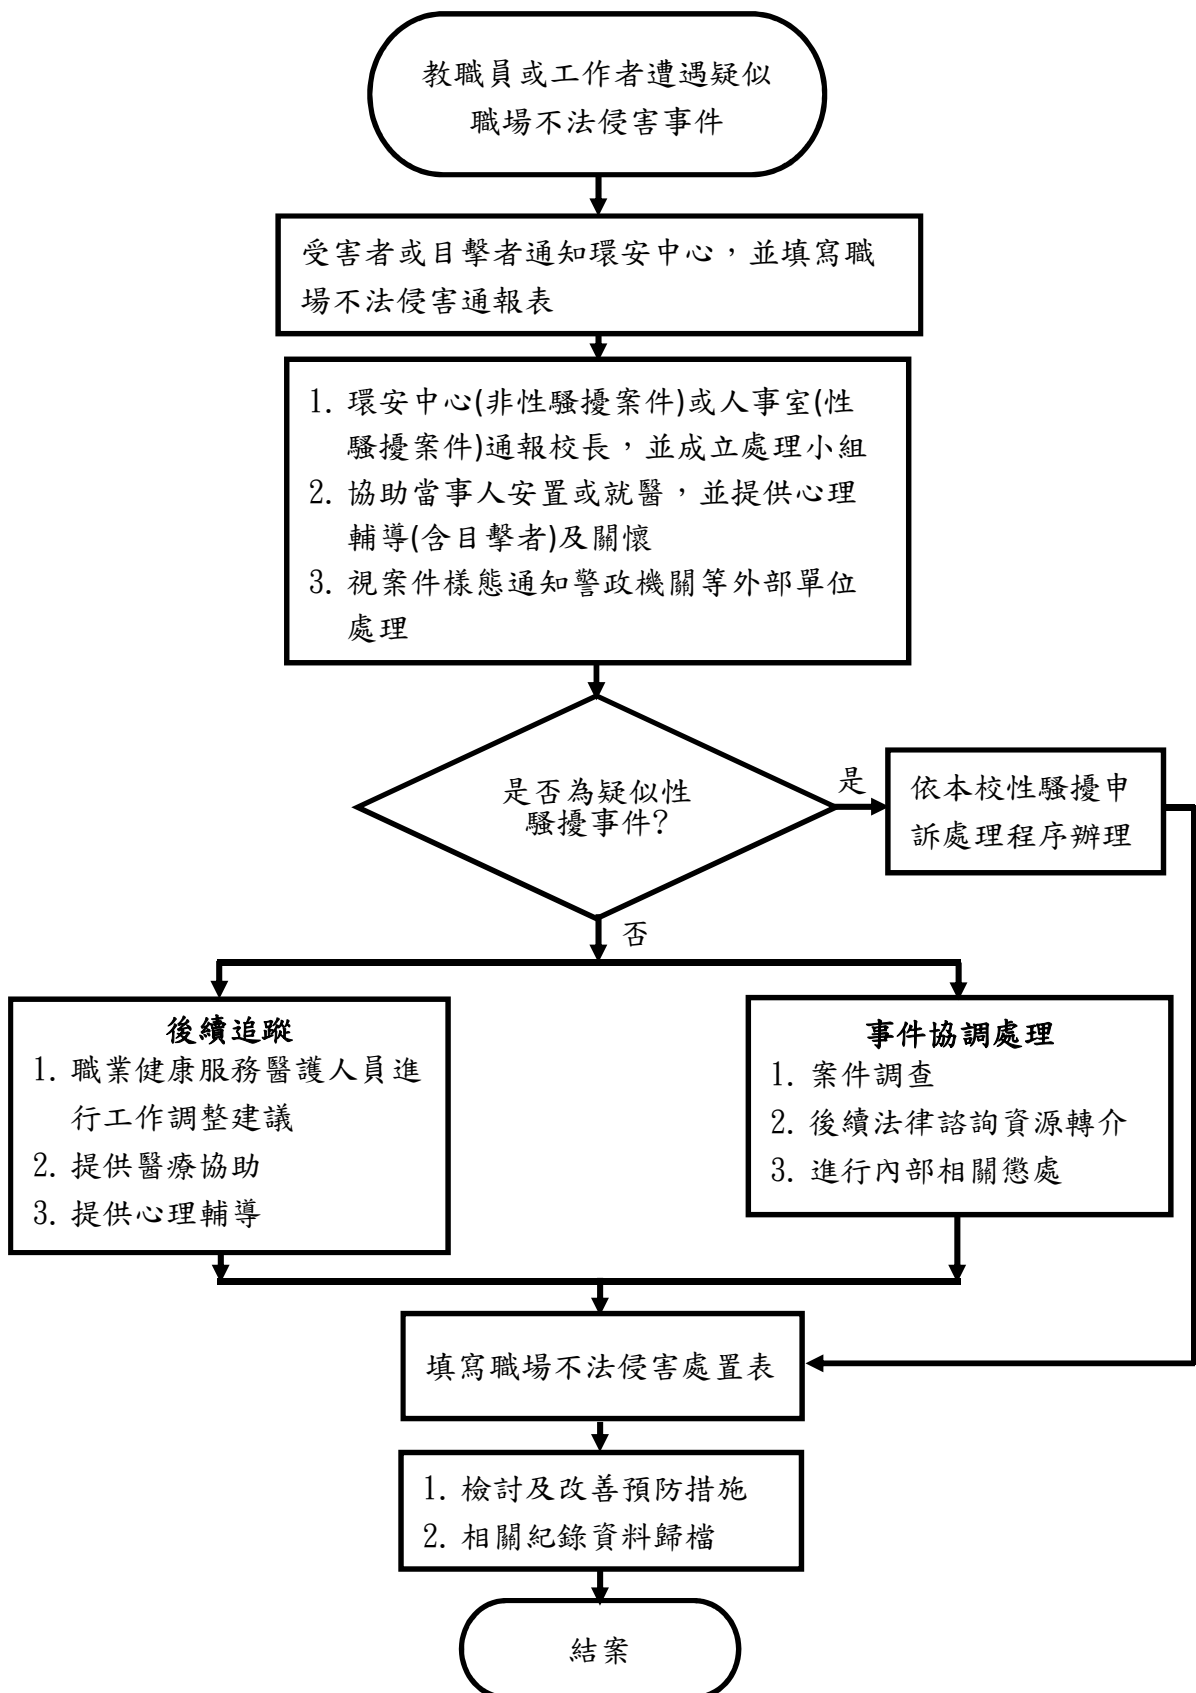 教職員或工作者遭遇疑似
職場不法侵害事件
受害者或目擊者通知環安中心，並填寫職
場不法侵害通報表
1. 環安中心(非性騷擾案件)或人事室(性
騷擾案件)通報校長，並成立處理小組
2. 協助當事人安置或就醫，並提供心理
輔導(含目擊者)及關懷
3. 視案件樣態通知警政機關等外部單位
處理
是否為疑似性
騷擾事件?
是
依本校性騷擾申
訴處理程序辦理
否
後續追蹤
1. 職業健康服務醫護人員進
行工作調整建議
2. 提供醫療協助
3. 提供心理輔導
事件協調處理
1. 案件調查
2. 後續法律諮詢資源轉介
3. 進行內部相關懲處
填寫職場不法侵害處置表
1. 檢討及改善預防措施
2. 相關紀錄資料歸檔
結案